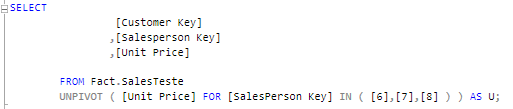 SELECT
[Customer Key]
,[Salesperson Key]
,[Unit Price]
FROM Fact.SalesTeste
UNPIVOT ( [Unit Price] FOR [SalesPerson Key] IN ( [6],[7],[8] ) ) AS U;